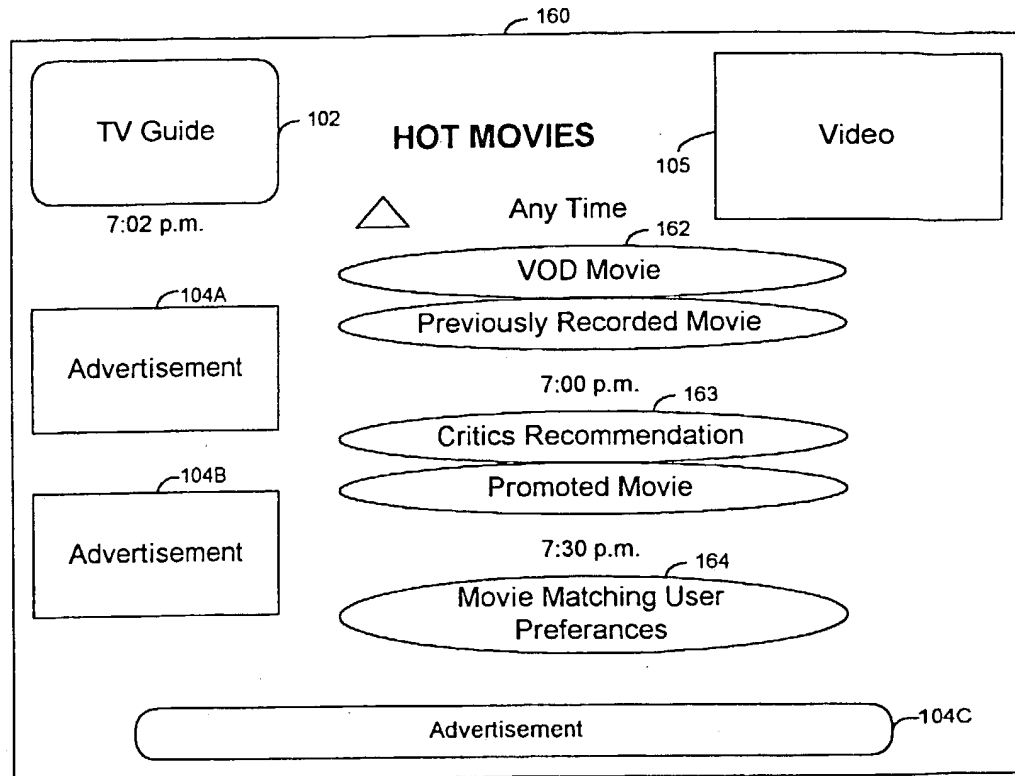 160
TV Guide
102
HOT MOVIES
Video
105
7:02 p.m.
Any Time
162
VOD Movie
Previously Recorded Movie
104A
Advertisement
7:00 p.m.
163
Critics Recommendation
Promoted Movie
104B
Advertisement
7:30 p.m.
164
Movie Matching User
Preferances
Advertisement
104C